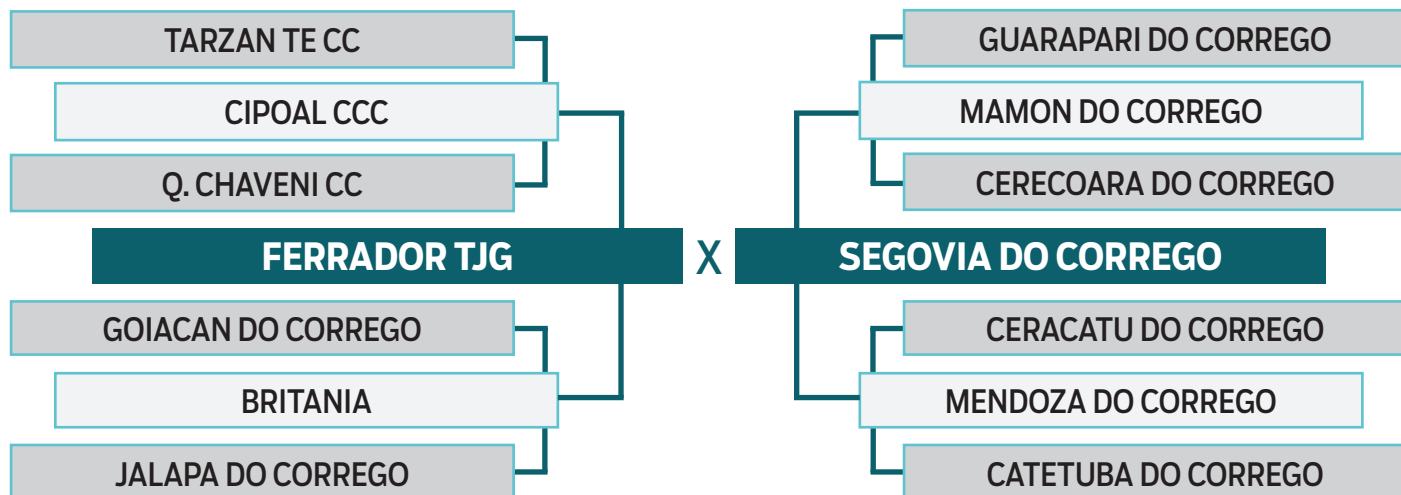 TARZAN TE CC
CIPOAL CCC
Q. CHAVENI CC
FERRADOR TJG
GOIACAN DO CORREGO
BRITANIA
JALAPA DO CORREGO
X
GUARAPARI DO CORREGO
MAMON DO CORREGO
CERECOARA DO CORREGO
SEGOVIA DO CORREGO
CERACATU DO CORREGO
MENDOZA DO CORREGO
CATETUBA DO CORREGO